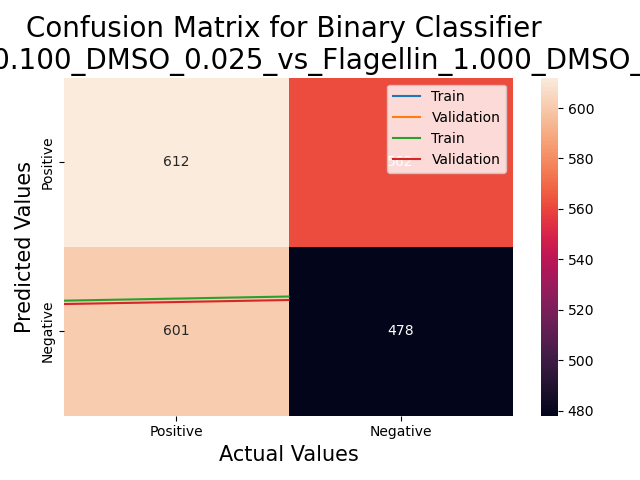 Confusion Matrix for Binary Classifier
0.100_DMSO_0.025_vs_Flagellin_1.000_DMSO_
Train
Validation
Train
Validation
Predicted Values
Positive
Negative
612
601
478
Positive
Negative
Actual Values
600
580
560
540
520
500
480